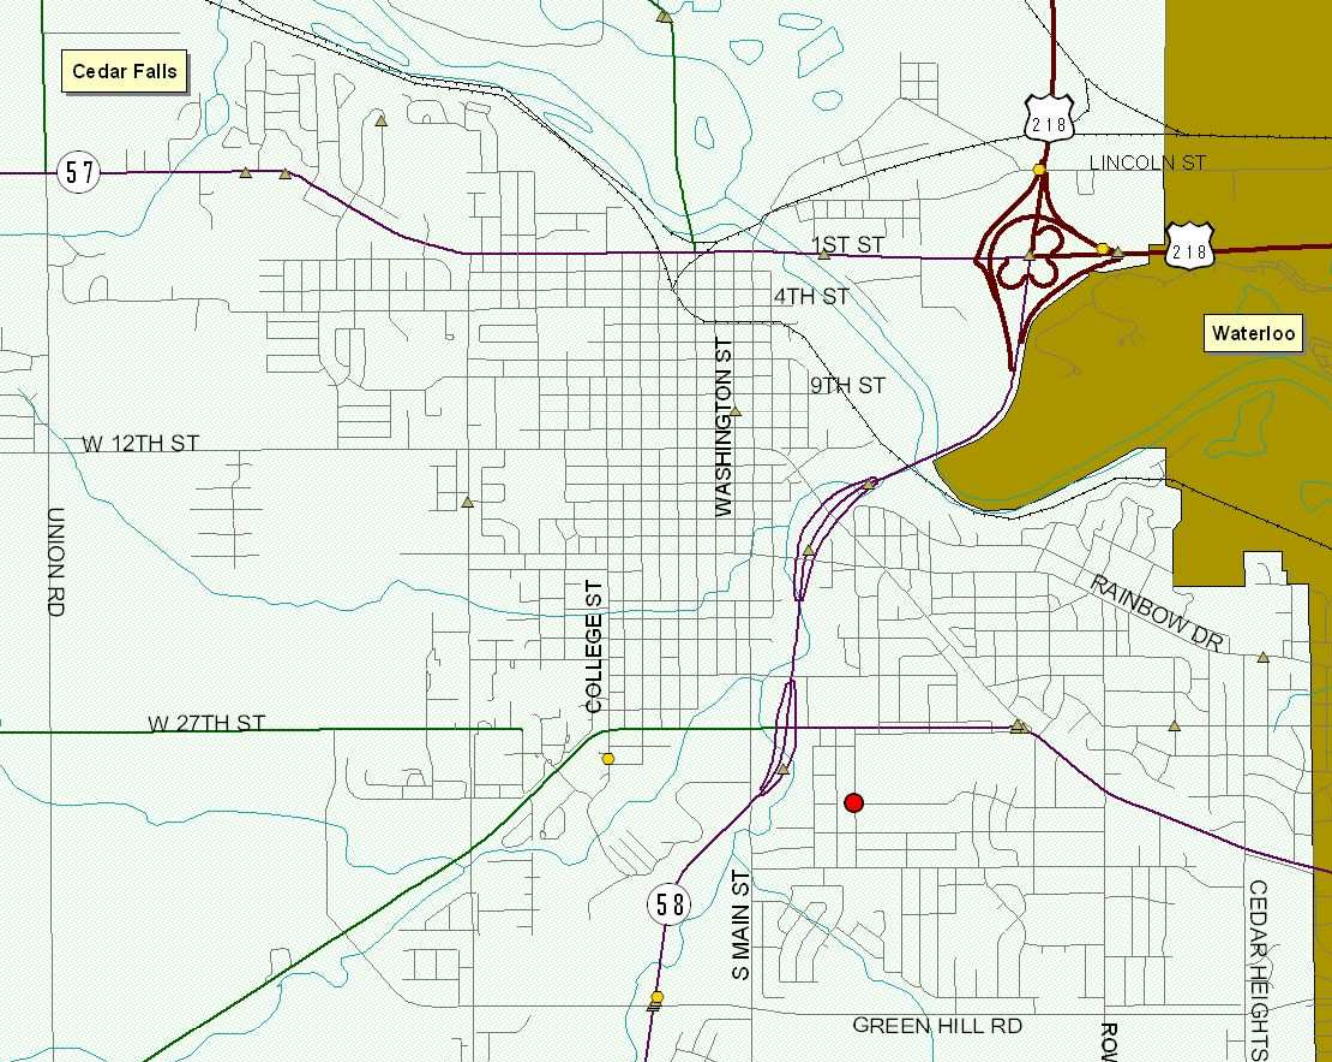 Cedar Falls
218
57
LINCOLN ST
1ST ST
218
4TH ST
Waterloo
WASHINGTON ST
9TH ST
W 12TH ST
UNION RD
COLLEGE ST
RAINBOW DR
W 27TH ST
58
S MAIN ST
CEDAR HEIGHTS
GREEN HILL RD
ROW